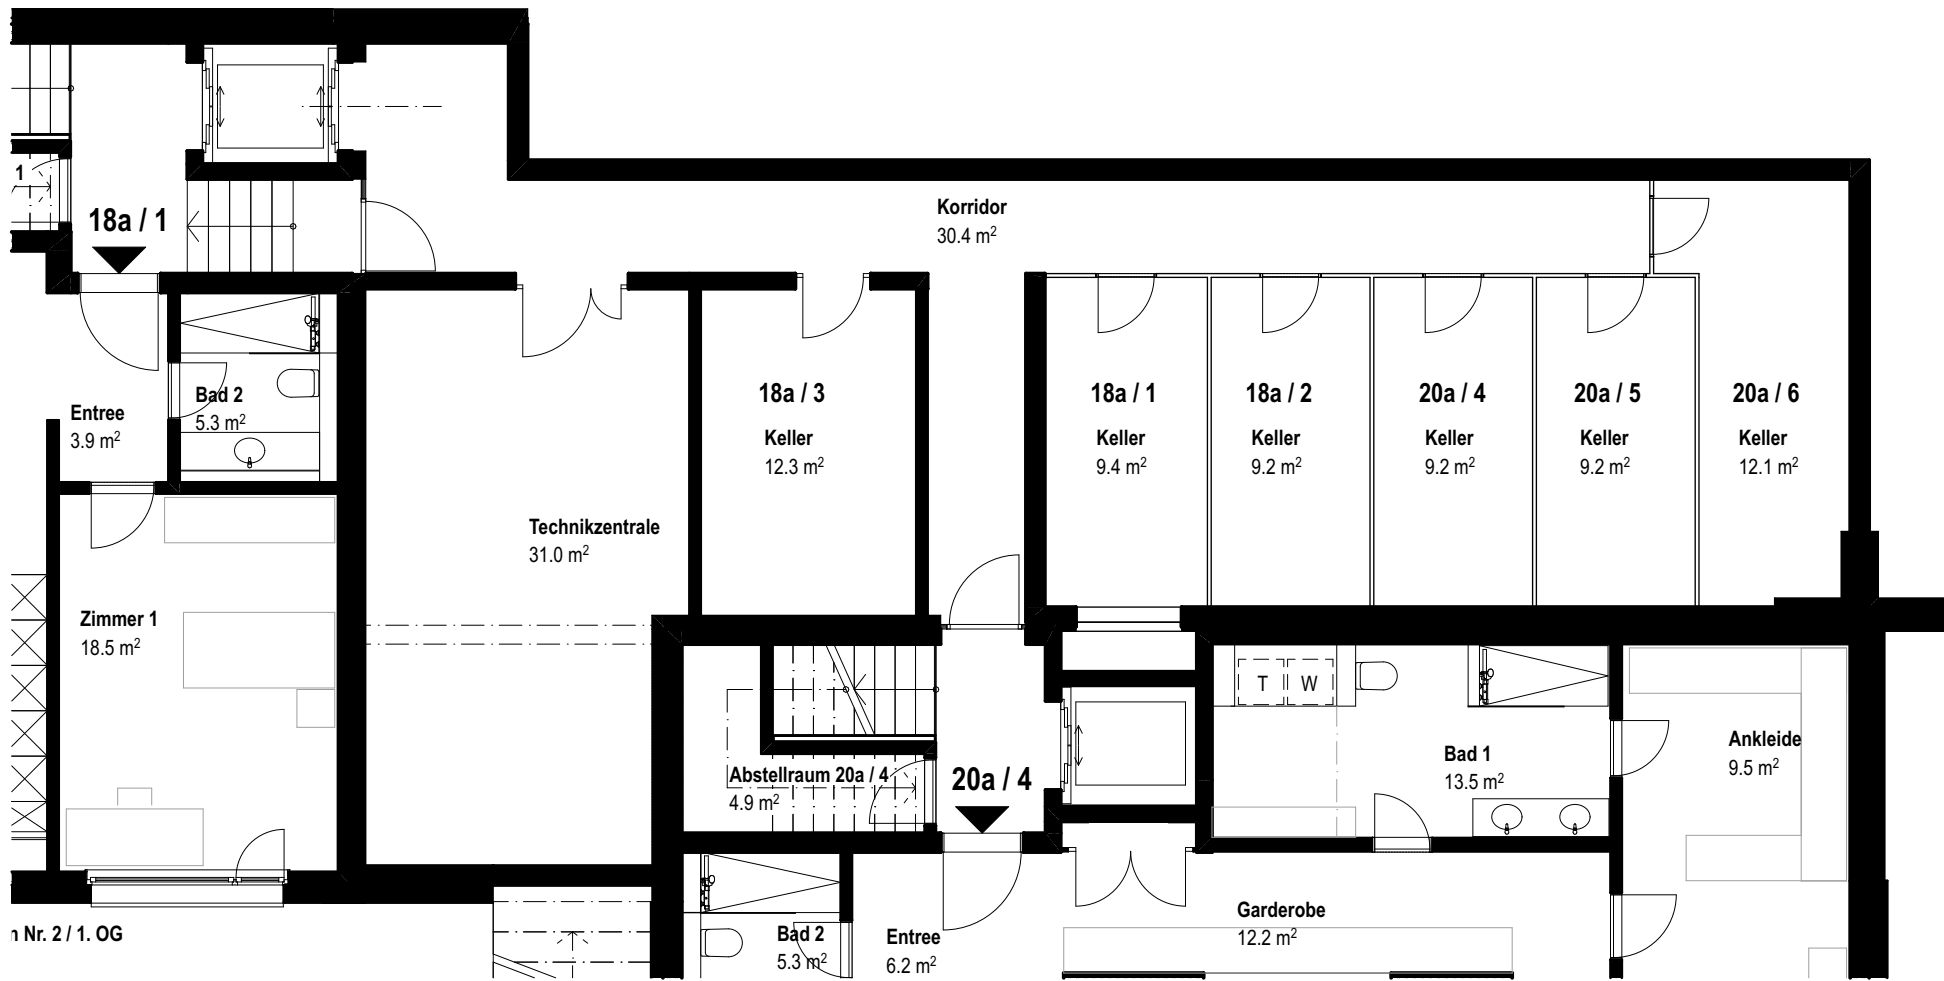 1
18a / 1
Korridor
30.4 m²
Entree
3.9 m²
Bad 2
5.3 m²
18a / 3
Keller
12.3 m²
18a / 1
Keller
9.4 m²
18a / 2
Keller
9.2 m²
20a / 4
Keller
9.2 m²
20a / 5
Keller
9.2 m²
20a / 6
Keller
12.1 m²
Technikzentrale
31.0 m²
Zimmer 1
18.5 m²
T W
Abstellraum 20a / 4
4.9 m²
20a / 4
Bad 1
13.5 m²
Ankleide
9.5 m²
Nr. 2 / 1. OG
Bad 2
5.3 m²
Entree
6.2 m²
Garderobe
12.2 m²